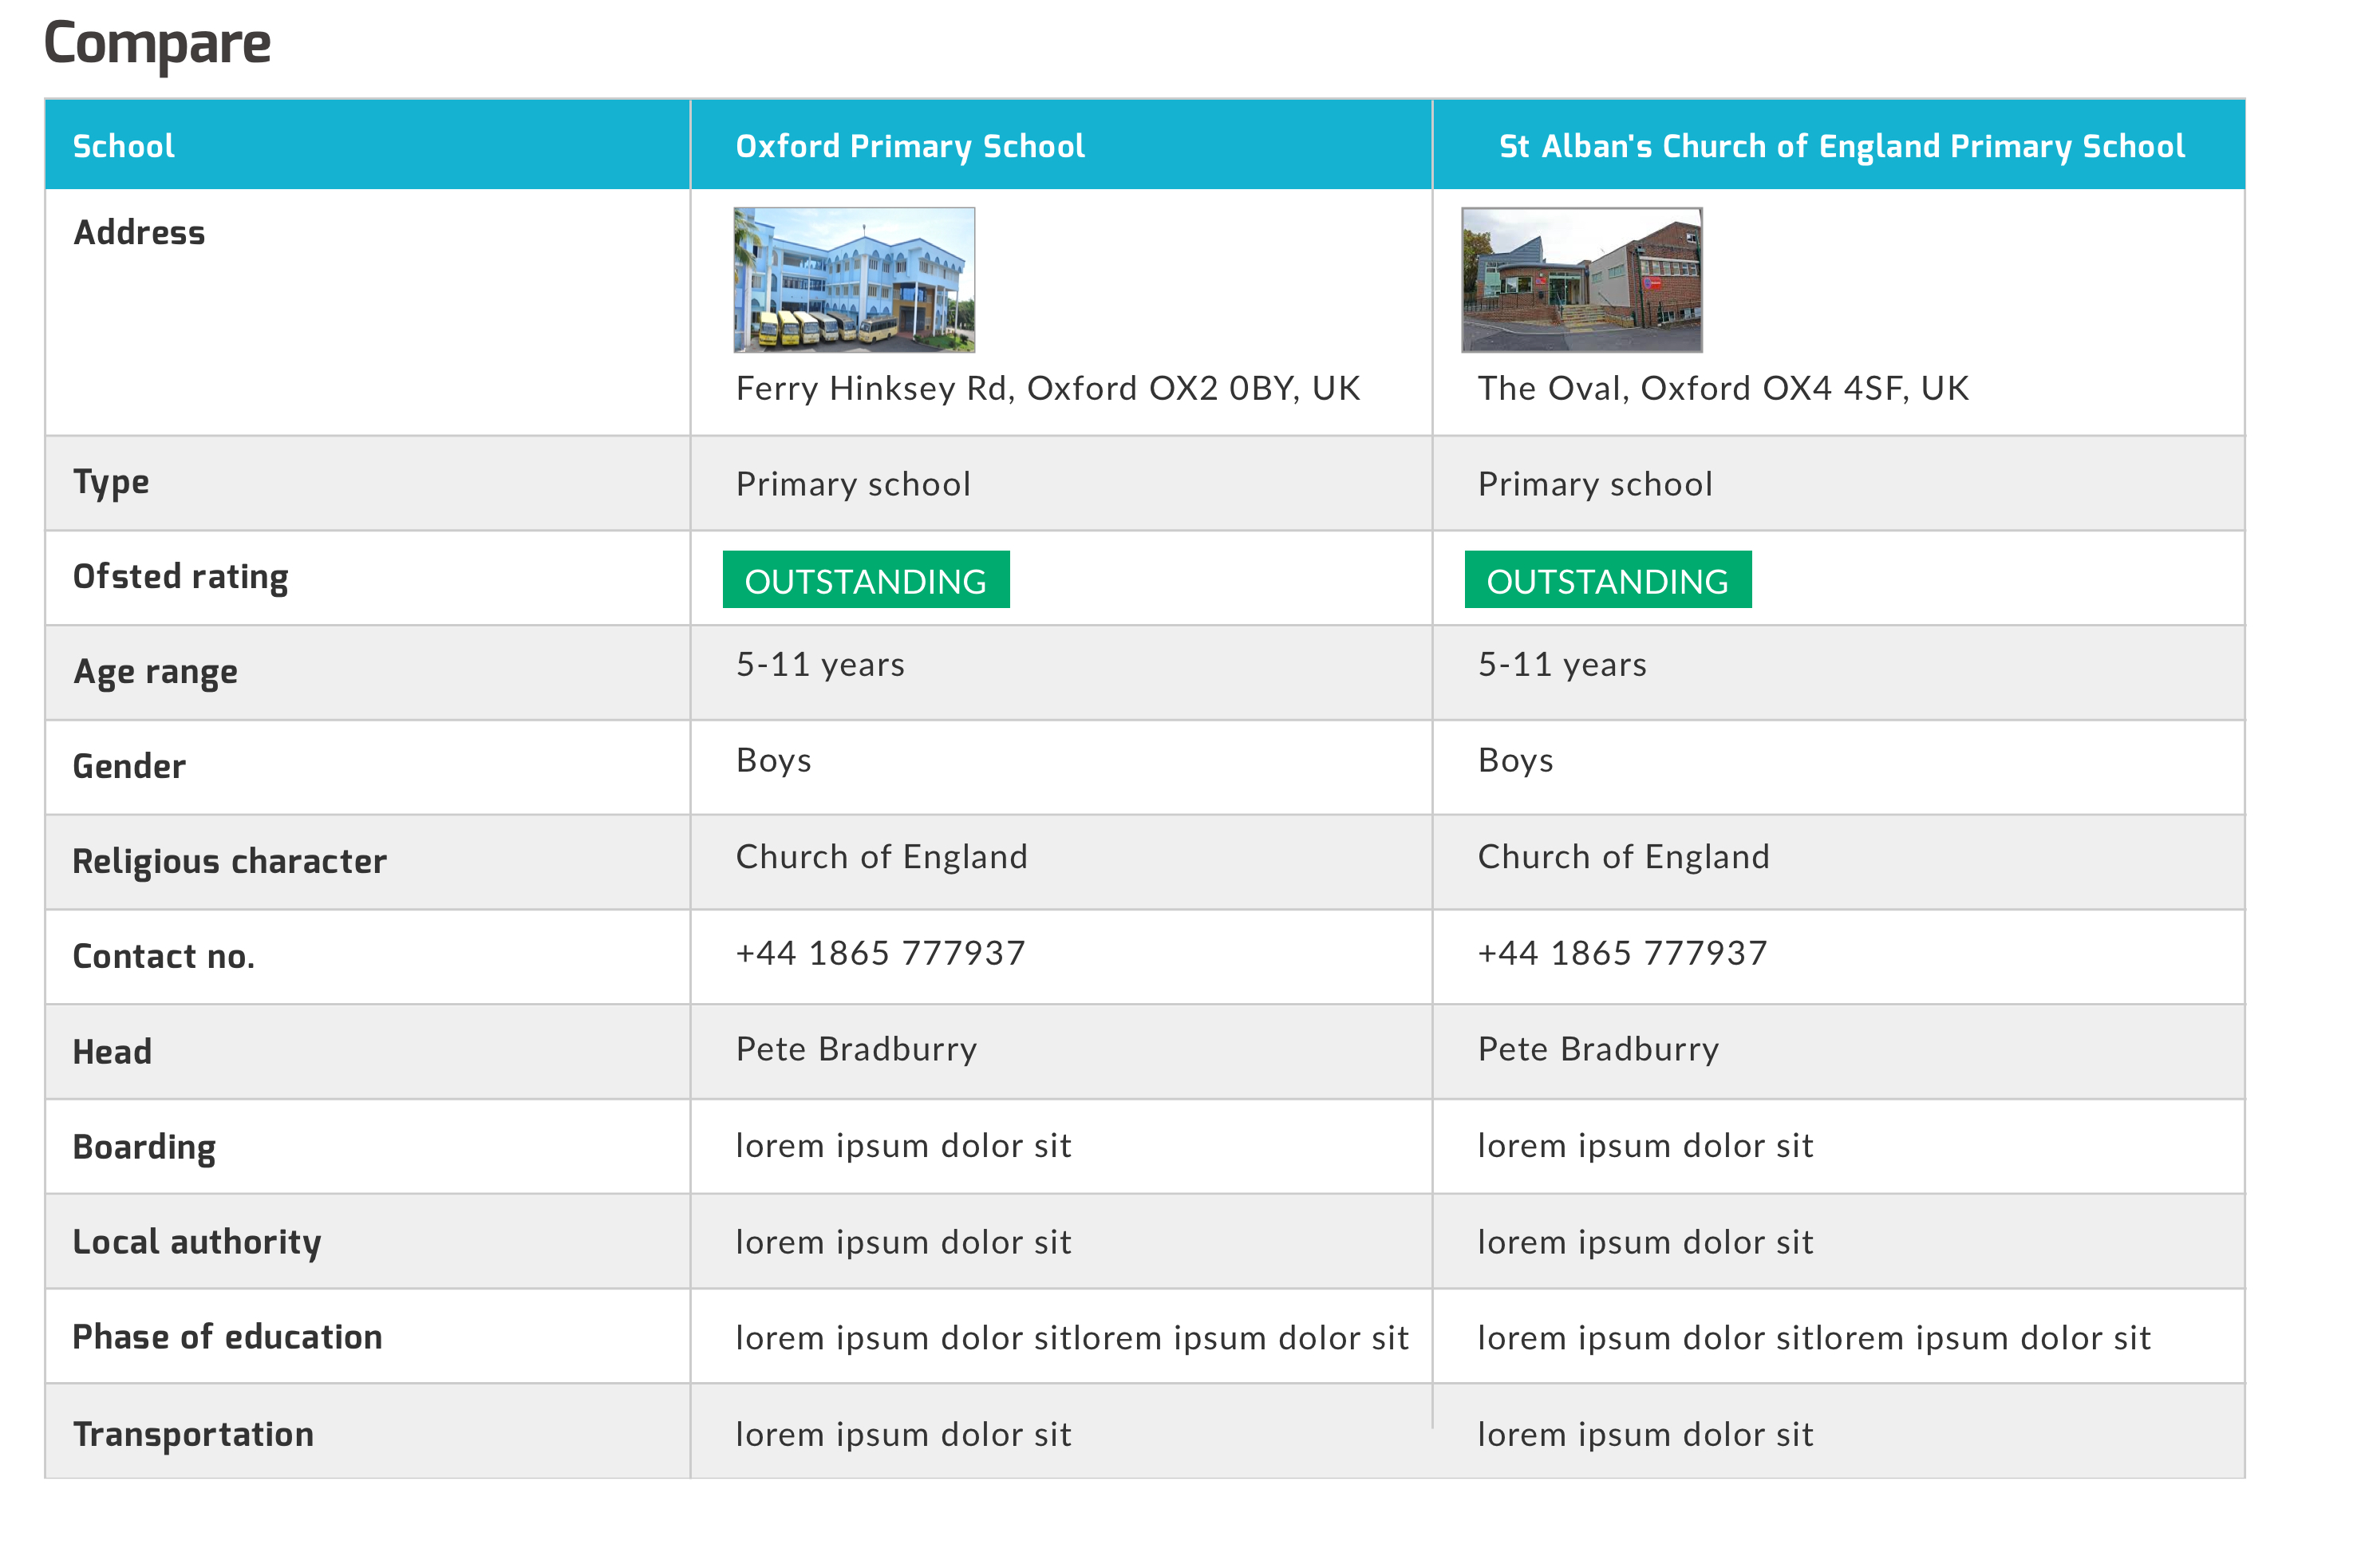 Compare
School Oxford Primary School St Alban's Church of England Primary School
Address
Ferry Hinksey Rd, Oxford OX2 0BY, UK The Oval, Oxford OX4 4SF, UK
Type Primary school Primary school
Ofsted rating OUTSTANDING OUTSTANDING
Age range 5-11 years 5-11 years
Gender Boys Boys
Religious character Church of England Church of England
Contact no. +44 1865 777937 +44 1865 777937
Head Pete Bradburry Pete Bradburry
Boarding lorem ipsum dolor sit lorem ipsum dolor sit
Local authority lorem ipsum dolor sit lorem ipsum dolor sit
Phase of education lorem ipsum dolor sitlorem ipsum dolor sit lorem ipsum dolor sitlorem ipsum dolor sit
Transportation lorem ipsum dolor sit lorem ipsum dolor sit